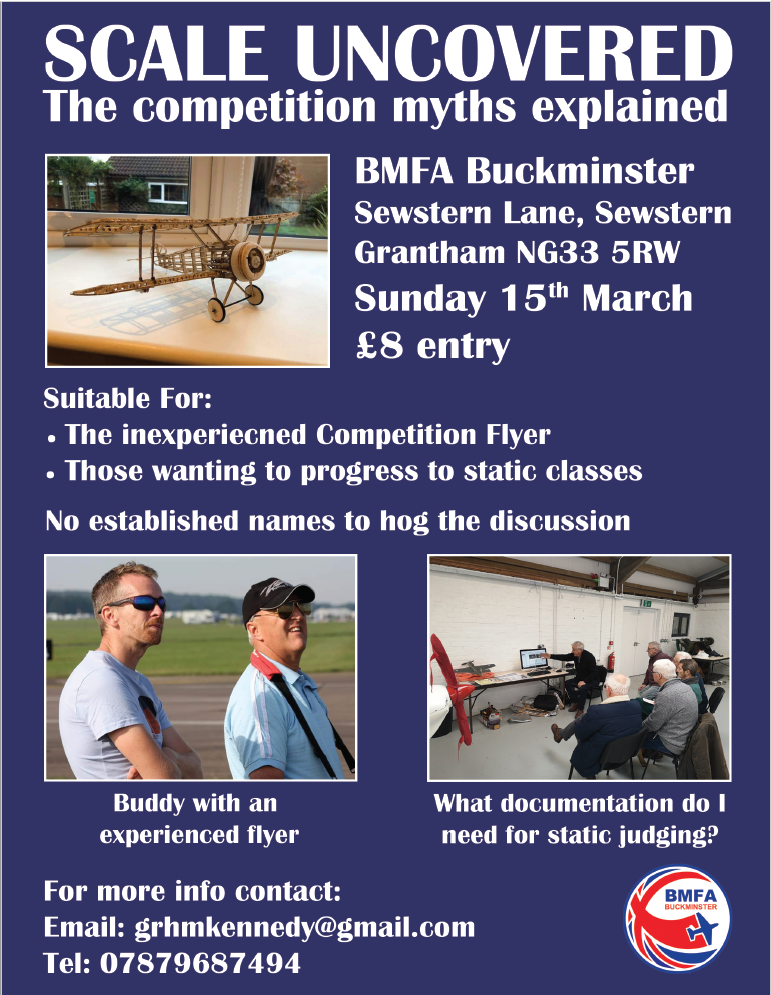 SCALE UNCOVERED
The competition myths explained
BMFA Buckminster
Sewstern Lane, Sewstern
Grantham NG33 5RW
Sunday 15th March
£8 entry
Suitable For:
• The inexperiecned Competition Flyer
• Those wanting to progress to static classes
No established names to hog the discussion
Buddy with an
experienced flyer
What documentation do I
need for static judging?
For more info contact:
Email: grhmkennedy@gmail.com
Tel: 07879687494
BMFA
BUCKMINSTER